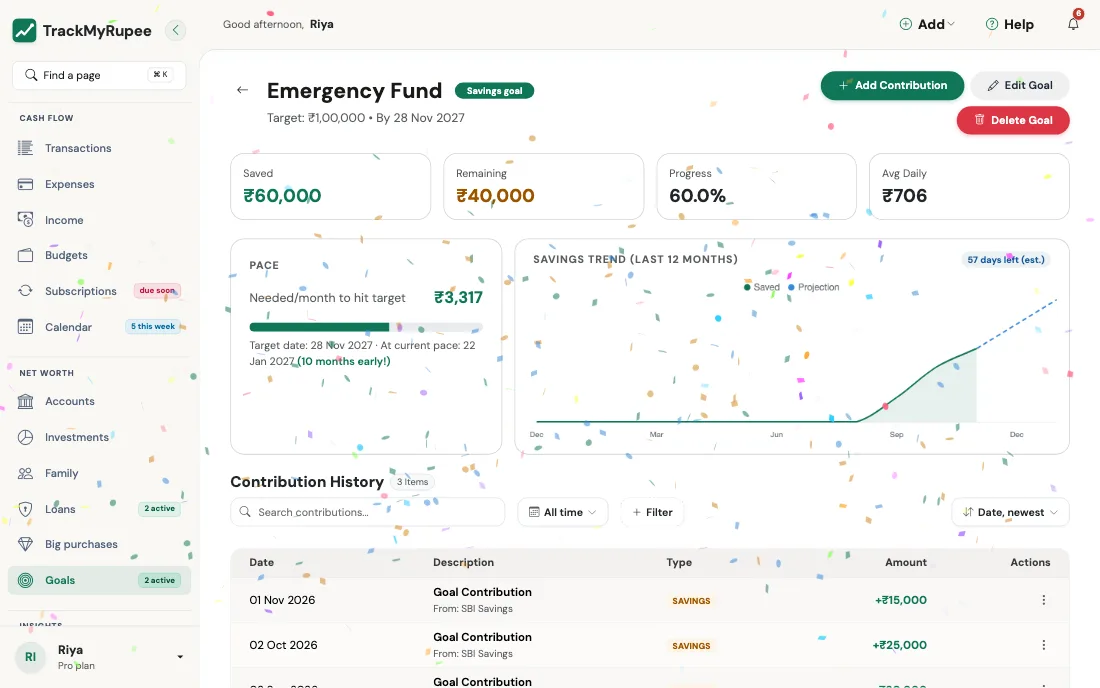 TrackMyRupee
Find a page
⌘ K
CASH FLOW
Transactions
Expenses
Income
Budgets
Subscriptions due soon
Calendar 5 this week
NET WORTH
Accounts
Investments
Family
Loans 2 active
Big purchases
Goals 2 active
INSIGHTS
RI
Riya
Pro plan
Good afternoon, Riya
Add
Help
6
Emergency Fund
Savings goal
Target: ₹1,00,000 • By 28 Nov 2027
Add Contribution
Edit Goal
Delete Goal
Saved
₹60,000
Remaining
₹40,000
Progress
60.0%
Avg Daily
₹706
PACE
Needed/month to hit target ₹3,317
Target date: 28 Nov 2027 · At current pace: 22
Jan 2027 (10 months early!)
SAVINGS TREND (LAST 12 MONTHS)
57 days left (est.)
Saved Projection
Dec Mar Jun Sep Dec
Contribution History 3 Items
Search contributions...
All time
Filter
Date, newest
Date Description Type Amount Actions
01 Nov 2026 Goal Contribution SAVINGS +₹15,000
From: SBI Savings
02 Oct 2026 Goal Contribution SAVINGS +₹25,000
From: SBI Savings
Goal Contribution